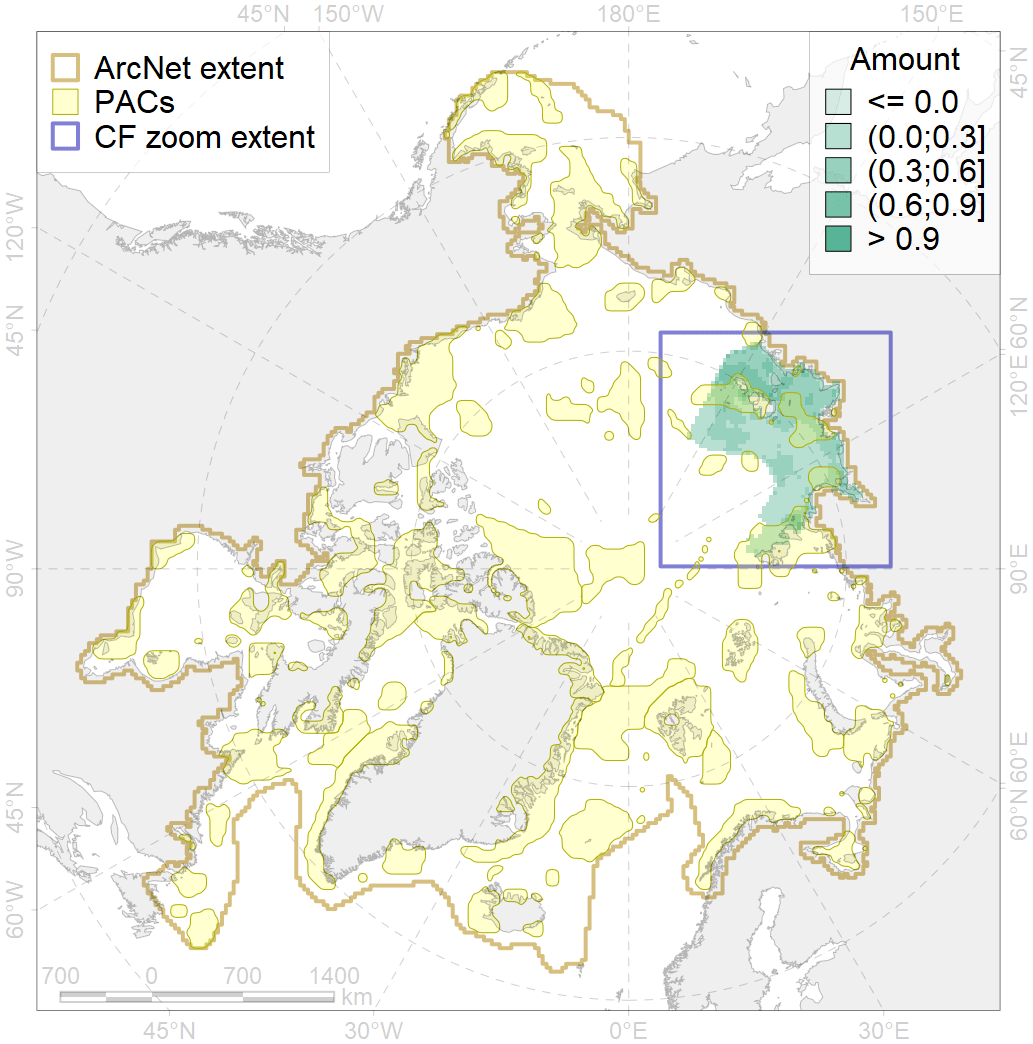 45°N 150°W 180°E 150°E
ArcNet extent
PACs
CF zoom extent
Amount
<= 0.0
(0.0;0.3]
(0.3;0.6]
(0.6;0.9]
> 0.9
120°W
45°N
90°W
45°N
60°W
45°N
60°N
120°E
90°E
60°E
60°N
700 0 700 1400
km
45°N 30°W 0°E 30°E